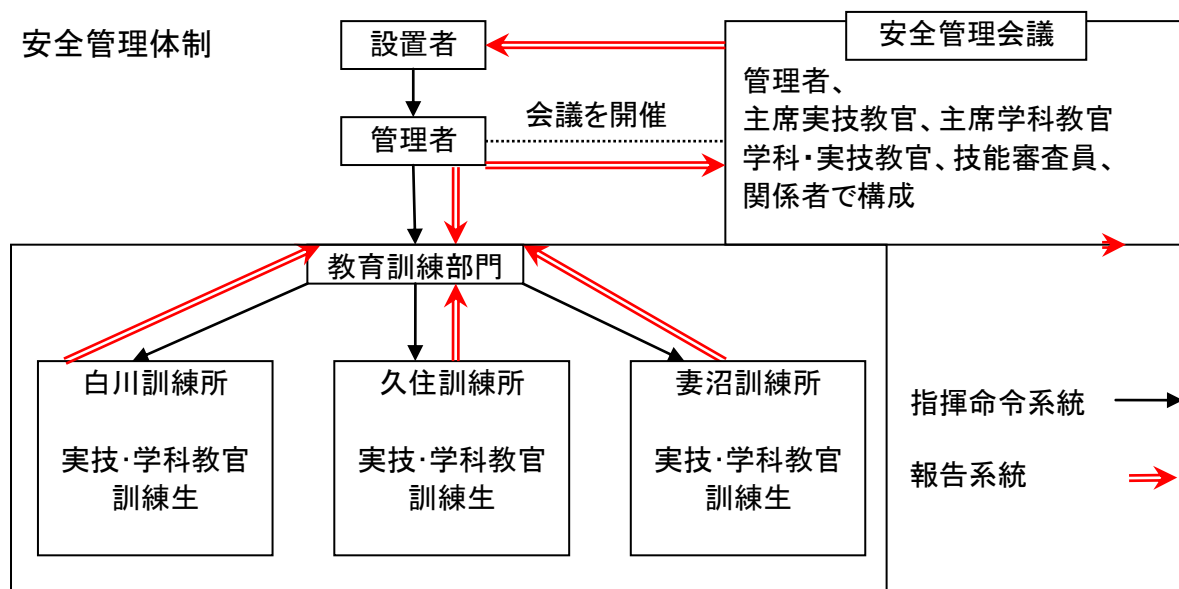 安全管理体制
設置者
安全管理会議
管理者、
主席実技教官、主席学科教官
学科・実技教官、技能審査員、
関係者で構成
会議を開催
管理者
教育訓練部門
白川訓練所
実技・学科教官
訓練生
久住訓練所
実技・学科教官
訓練生
妻沼訓練所
実技・学科教官
訓練生
指揮命令系統
報告系統